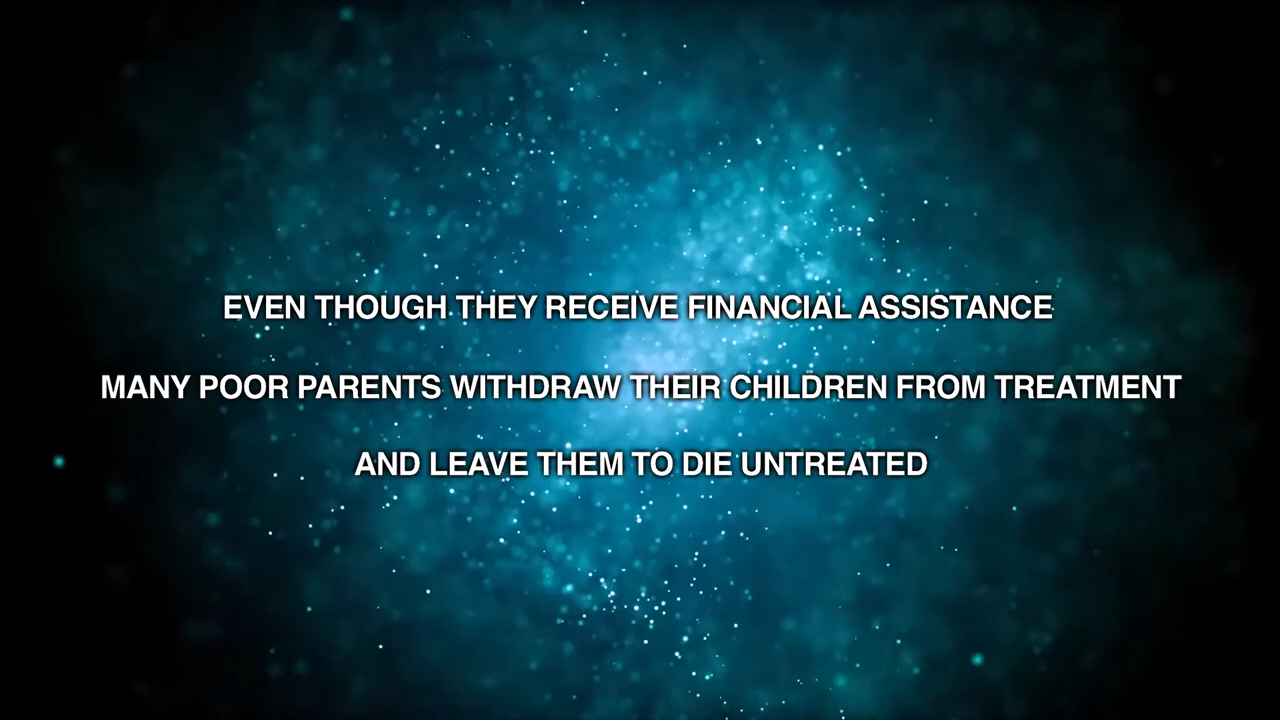 EVEN THOUGH THEY RECEIVE FINANCIAL ASSISTANCE
MANY POOR PARENTS WITHDRAW THEIR CHILDREN FROM TREATMENT
AND LEAVE THEM TO DIE UNTREATED